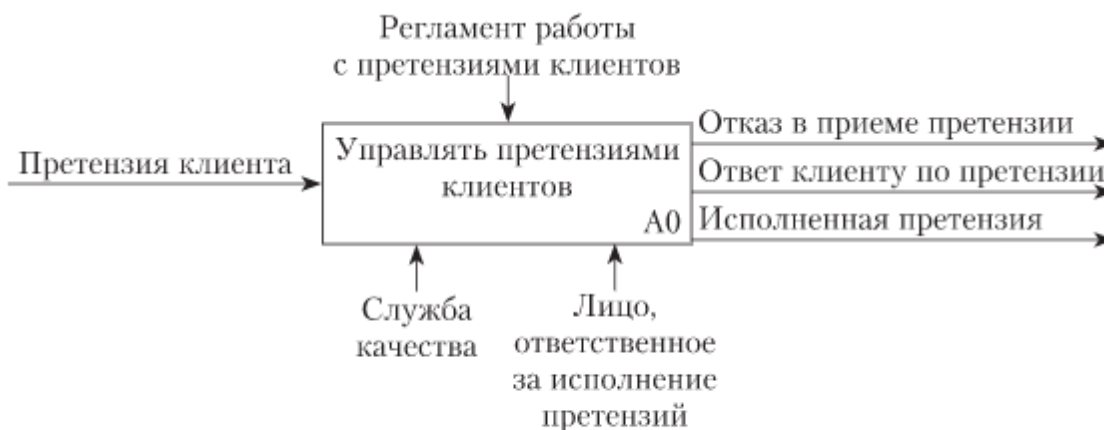 Регламент работы
с претензиями клиентов
Претензия клиента
Управлять претензиями
клиентов
А0
Отказ в приеме претензии
Ответ клиенту по претензии
Исполненная претензия
Служба
качества
Лицо,
ответственное
за исполнение
претензий